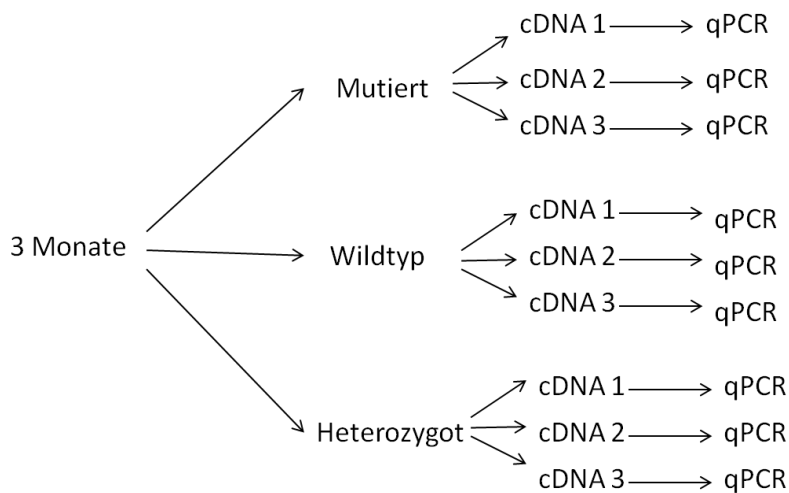 cDNA 1 qPCR
Mutiert cDNA 2 qPCR
cDNA 3 qPCR
cDNA 1 qPCR
3 Monate Wildtyp cDNA 2 qPCR
cDNA 3 qPCR
cDNA 1 qPCR
Heterozygot cDNA 2 qPCR
cDNA 3 qPCR